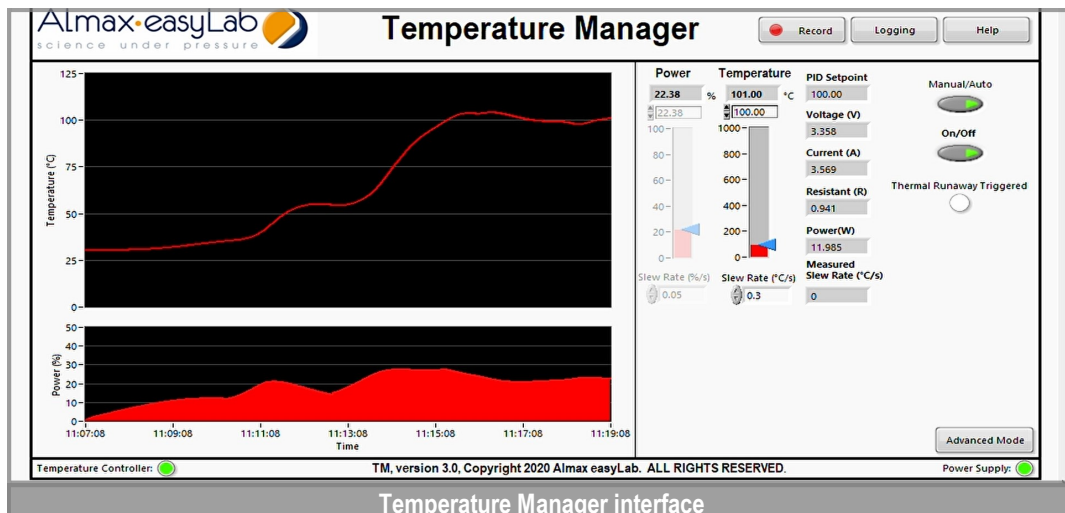 Almax·easyLab
science under pressure
Temperature Manager
Record
Logging
Help
125
100
75
50
25
0
Temperature (°C)
50
40
30
20
10
0
Power (%)
11:07:08 11:09:08 11:11:08 11:13:08 11:15:08 11:17:08 11:19:08
Time
Power
22.38 %
22.38
100
80
60
40
20
0
Slew Rate (%/s)
0.05
Temperature
101.00 °C
100.00
1000
800
600
400
200
0
Slew Rate (°C/s)
0.3
PID Setpoint
100.00
Voltage (V)
3.358
Current (A)
3.569
Resistant (R)
0.941
Power(W)
11.985
Measured
Slew Rate (°C/s)
0
Manual/Auto
On/Off
Thermal Runaway Triggered
Advanced Mode
Temperature Controller:
TM, version 3.0, Copyright 2020 Almax easyLab. ALL RIGHTS RESERVED.
Power Supply:
Temperature Manager interface